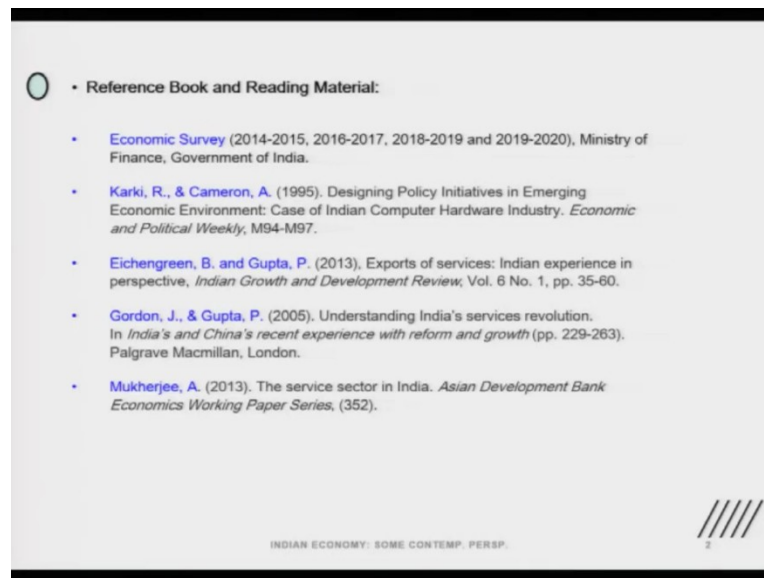 • Reference Book and Reading Material:
• Economic Survey (2014-2015, 2016-2017, 2018-2019 and 2019-2020), Ministry of
Finance, Government of India.
• Karki, R., & Cameron, A. (1995). Designing Policy Initiatives in Emerging
Economic Environment: Case of Indian Computer Hardware Industry. Economic
and Political Weekly, M94-M97.
• Eichengreen, B. and Gupta, P. (2013), Exports of services: Indian experience in
perspective, Indian Growth and Development Review, Vol. 6 No. 1, pp. 35-60.
• Gordon, J., & Gupta, P. (2005). Understanding India's services revolution.
In India's and China's recent experience with reform and growth (pp. 229-263).
Palgrave Macmillan, London.
• Mukherjee, A. (2013). The service sector in India. Asian Development Bank
Economics Working Paper Series, (352).
INDIAN ECONOMY: SOME CONTEMP. PERSP.
2